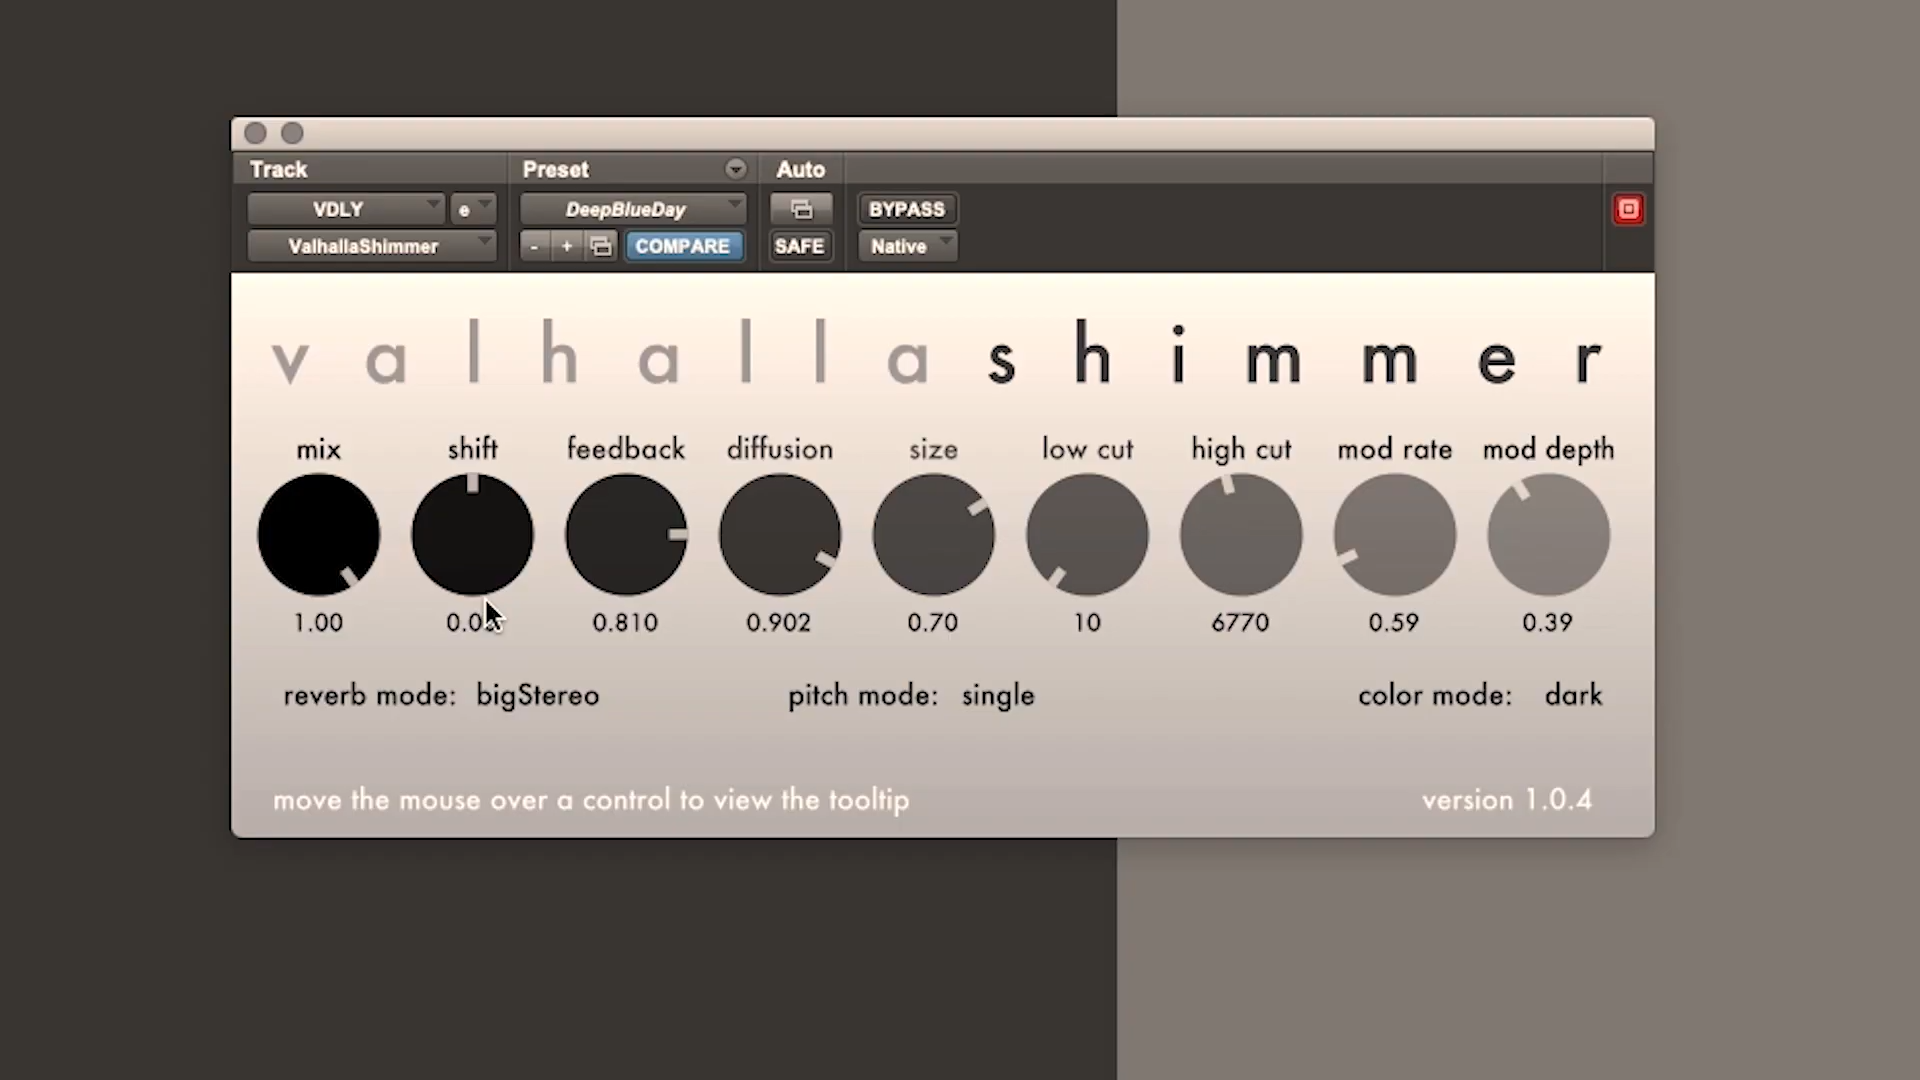 Track Preset Auto
VDLY e DeepBlueDay BYPASS
ValhallaShimmer - + COMPARE SAFE Native
valhallashimmer
mix shift feedback diffusion size low cut high cut mod rate mod depth
1.00 0.810 0.902 0.70 10 6770 0.59 0.39
reverb mode: bigStereo pitch mode: single color mode: dark
move the mouse over a control to view the tooltip version 1.0.4